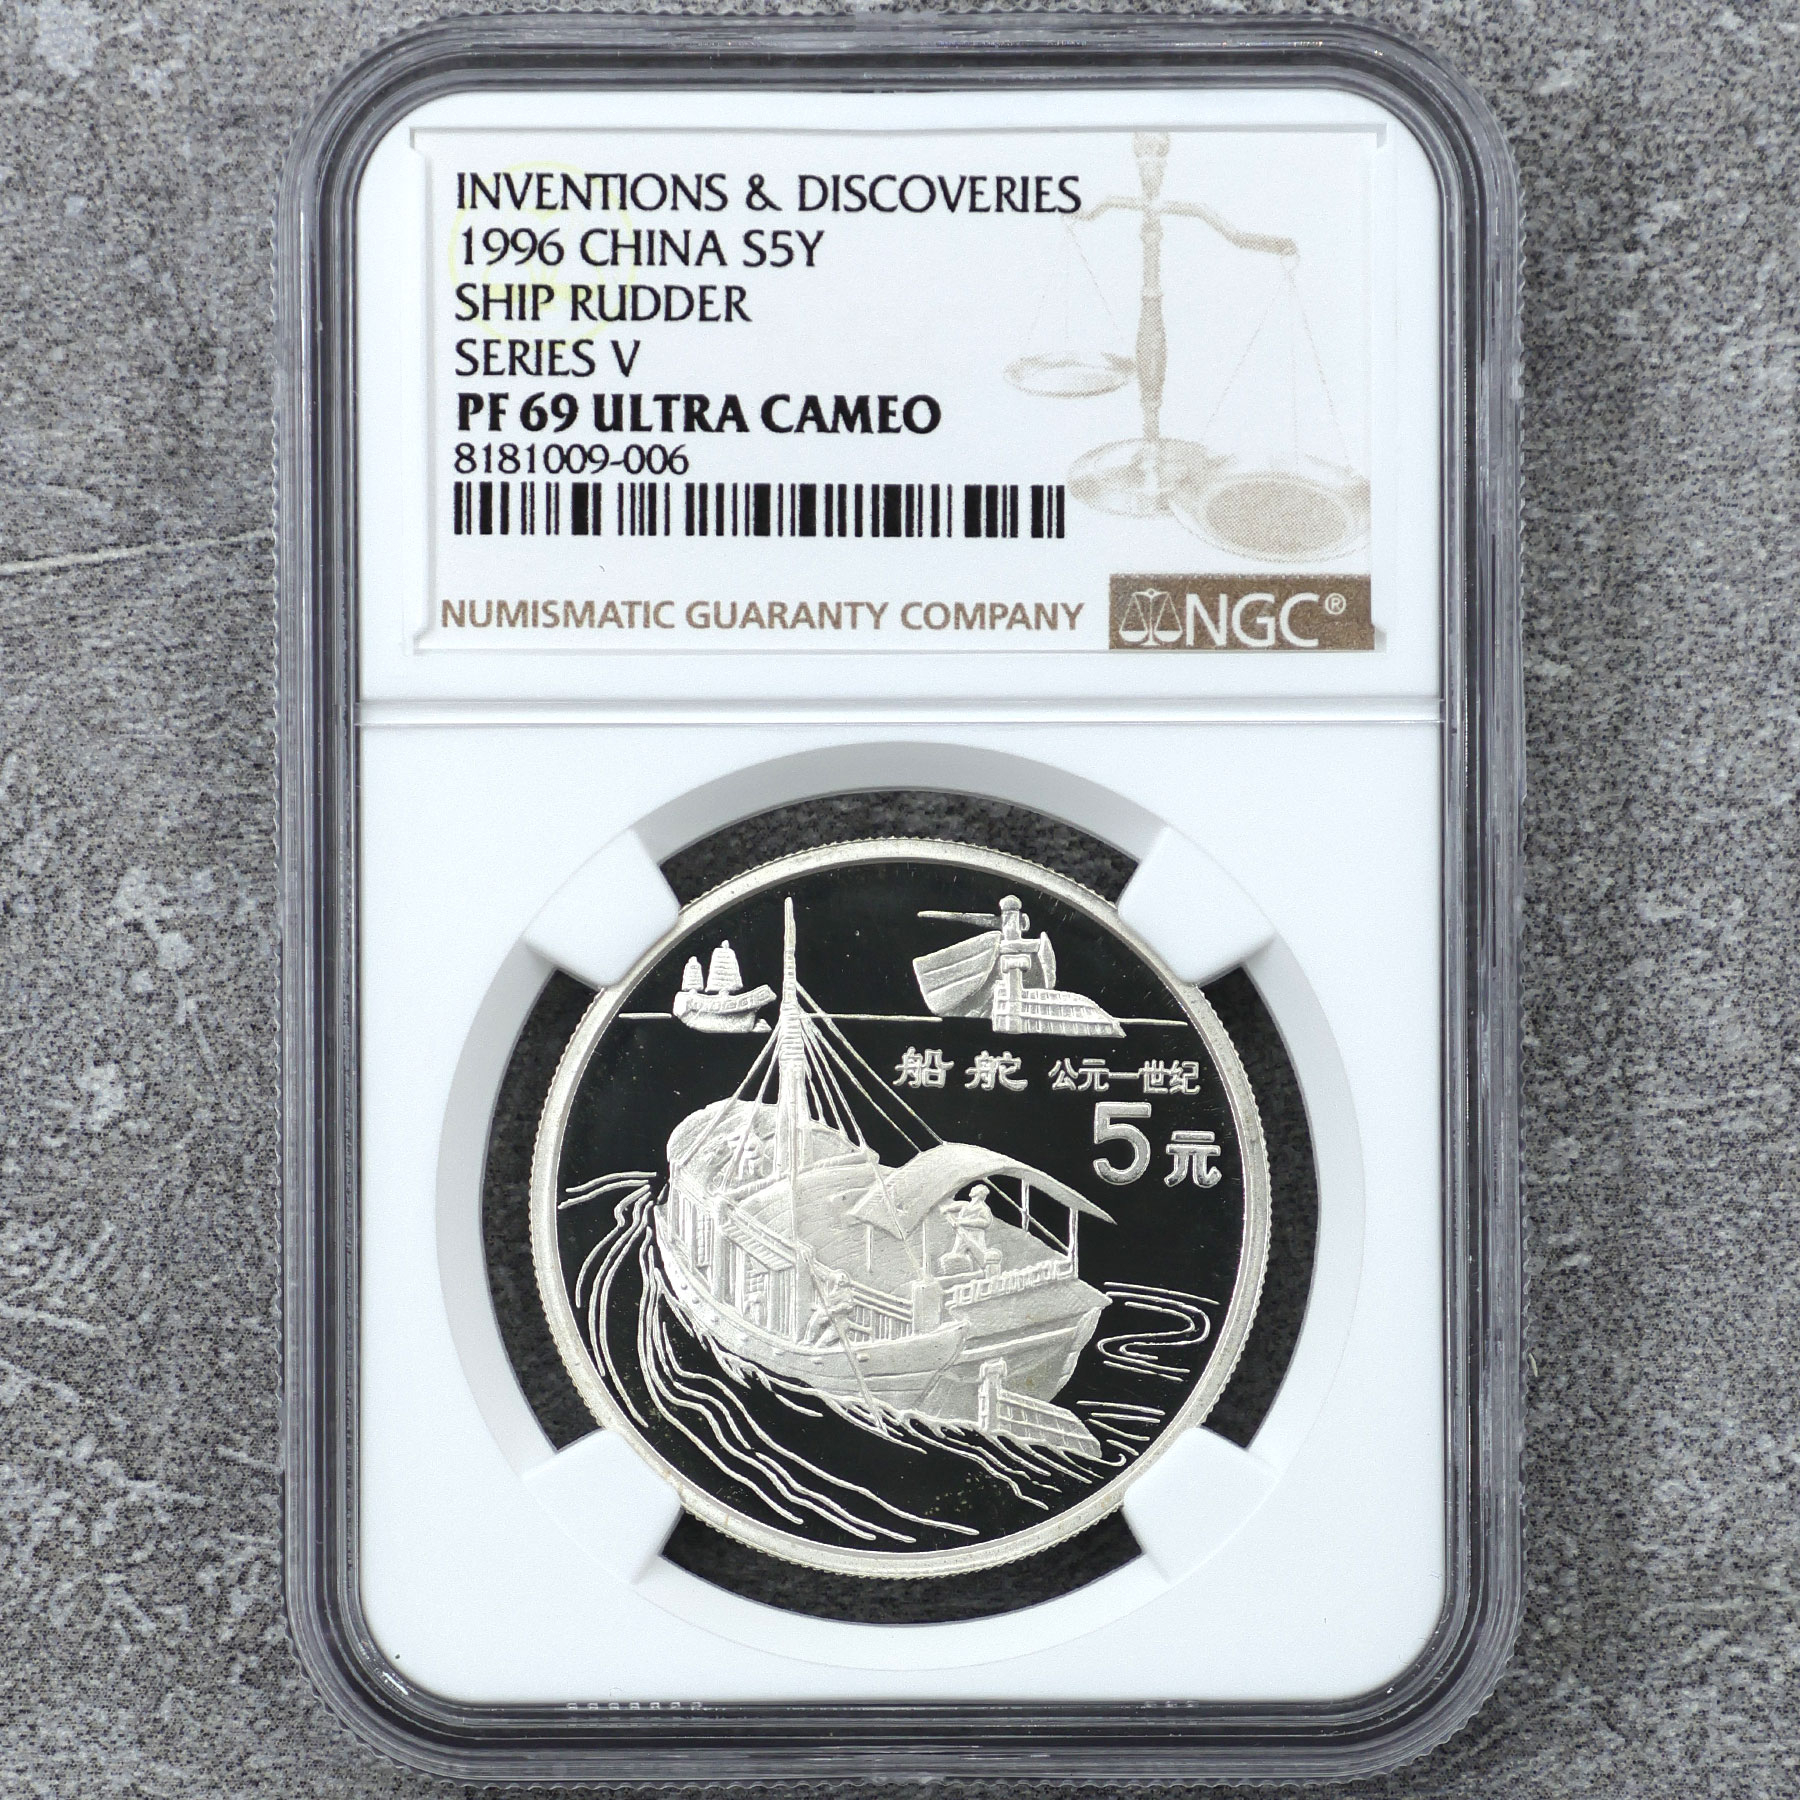 INVENTIONS & DISCOVERIES
1996 CHINA S5Y
SHIP RUDDER
SERIES V
PF 69 ULTRA CAMEO
8181009-006
NUMISMATIC GUARANTY COMPANY
NGC®
船舵 公元一世纪
5元